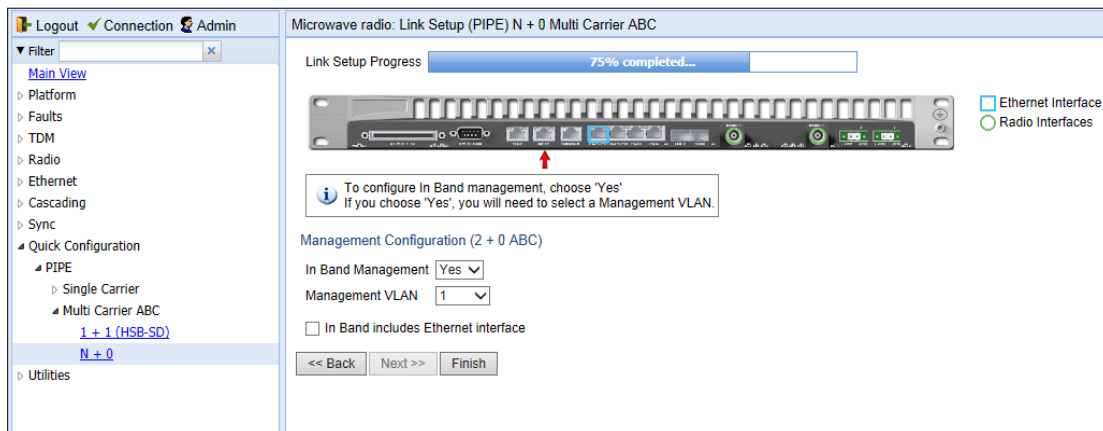 Logout Connection Admin
Filter
Main View
Platform
Faults
TDM
Radio
Ethernet
Cascading
Sync
Quick Configuration
PIPE
Single Carrier
Multi Carrier ABC
1 + 1 (HSB-SD)
N + 0
Utilities
Microwave radio: Link Setup (PIPE) N + 0 Multi Carrier ABC
Link Setup Progress 75% completed...
Ethernet Interface
Radio Interfaces
To configure In Band management, choose 'Yes'
If you choose 'Yes', you will need to select a Management VLAN.
Management Configuration (2 + 0 ABC)
In Band Management Yes
Management VLAN 1
In Band includes Ethernet interface
<< Back Next >> Finish